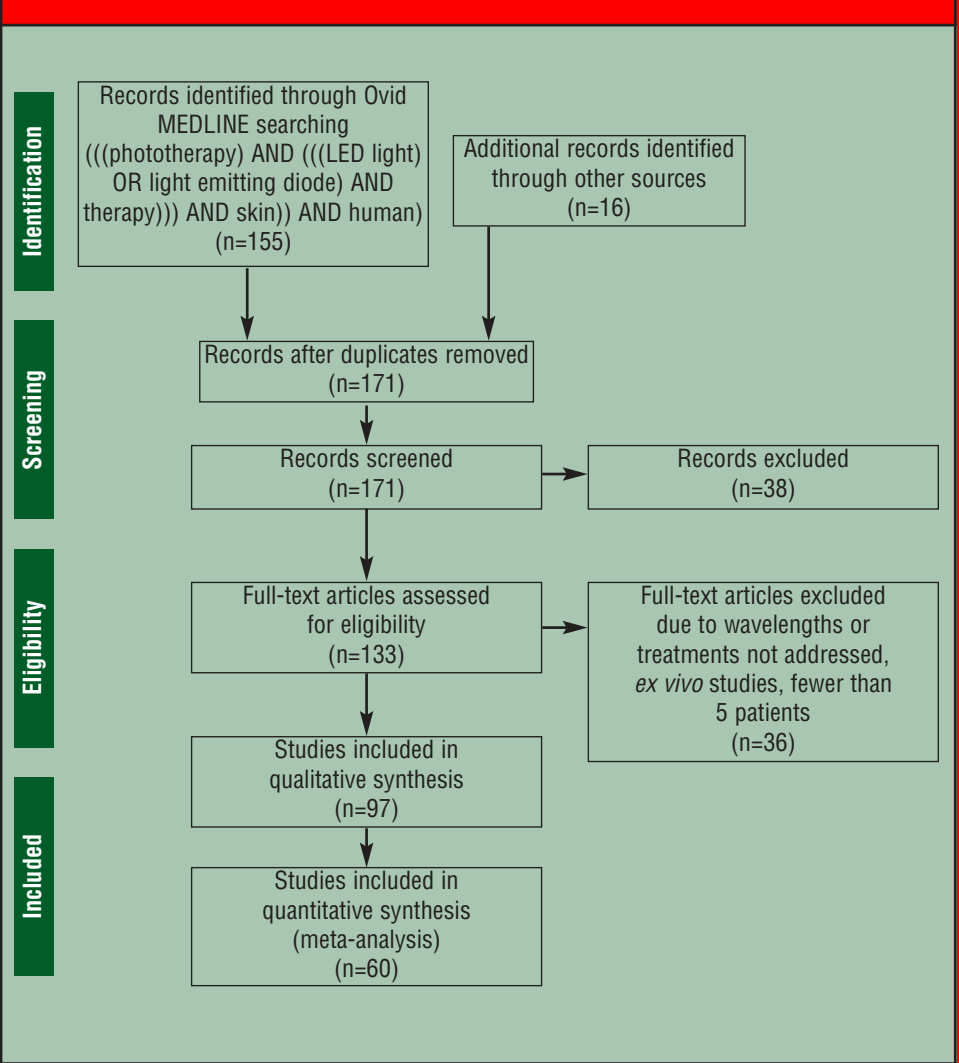 Identification
Records identified through Ovid
MEDLINE searching
(((phototherapy) AND (((LED light)
OR light emitting diode) AND
therapy))) AND skin)) AND human)
(n=155)
Additional records identified
through other sources
(n=16)
Screening
Records after duplicates removed
(n=171)
Records screened
(n=171)
Records excluded
(n=38)
Eligibility
Full-text articles assessed
for eligibility
(n=133)
Full-text articles excluded
due to wavelengths or
treatments not addressed,
ex vivo studies, fewer than
5 patients
(n=36)
Studies included in
qualitative synthesis
(n=97)
Included
Studies included in
quantitative synthesis
(meta-analysis)
(n=60)